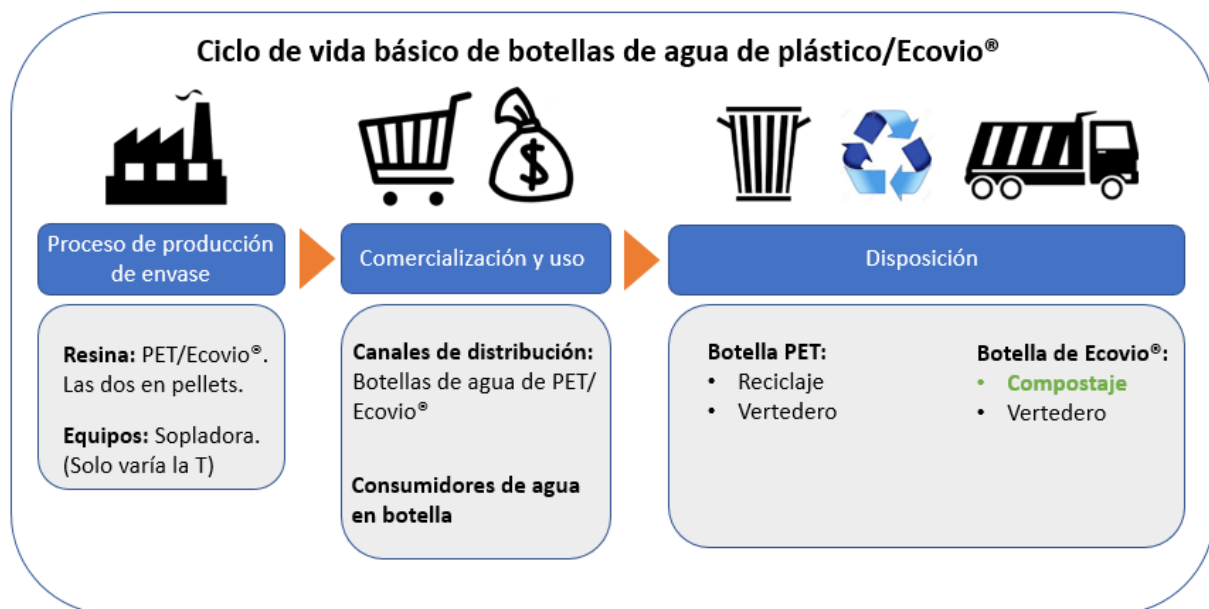 Ciclo de vida básico de botellas de agua de plástico/Ecovio®
$
Proceso de producción
de envase
Comercialización y uso
Disposición
Resina: PET/Ecovio®.
Las dos en pellets.
Equipos: Sopladora.
(Solo varía la T)
Canales de distribución:
Botellas de agua de PET/
Ecovio®
Consumidores de agua
en botella
Botella PET:
• Reciclaje
• Vertedero
Botella de Ecovio®:
• Compostaje
• Vertedero